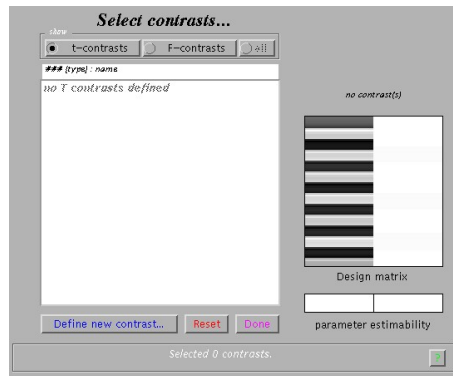 Select contrasts...
show
t-contrasts F-contrasts all
### {type} : name
no T contrasts defined
no contrast(s)
Design matrix
parameter estimability
Define new contrast... Reset Done
Selected 0 contrasts.
?